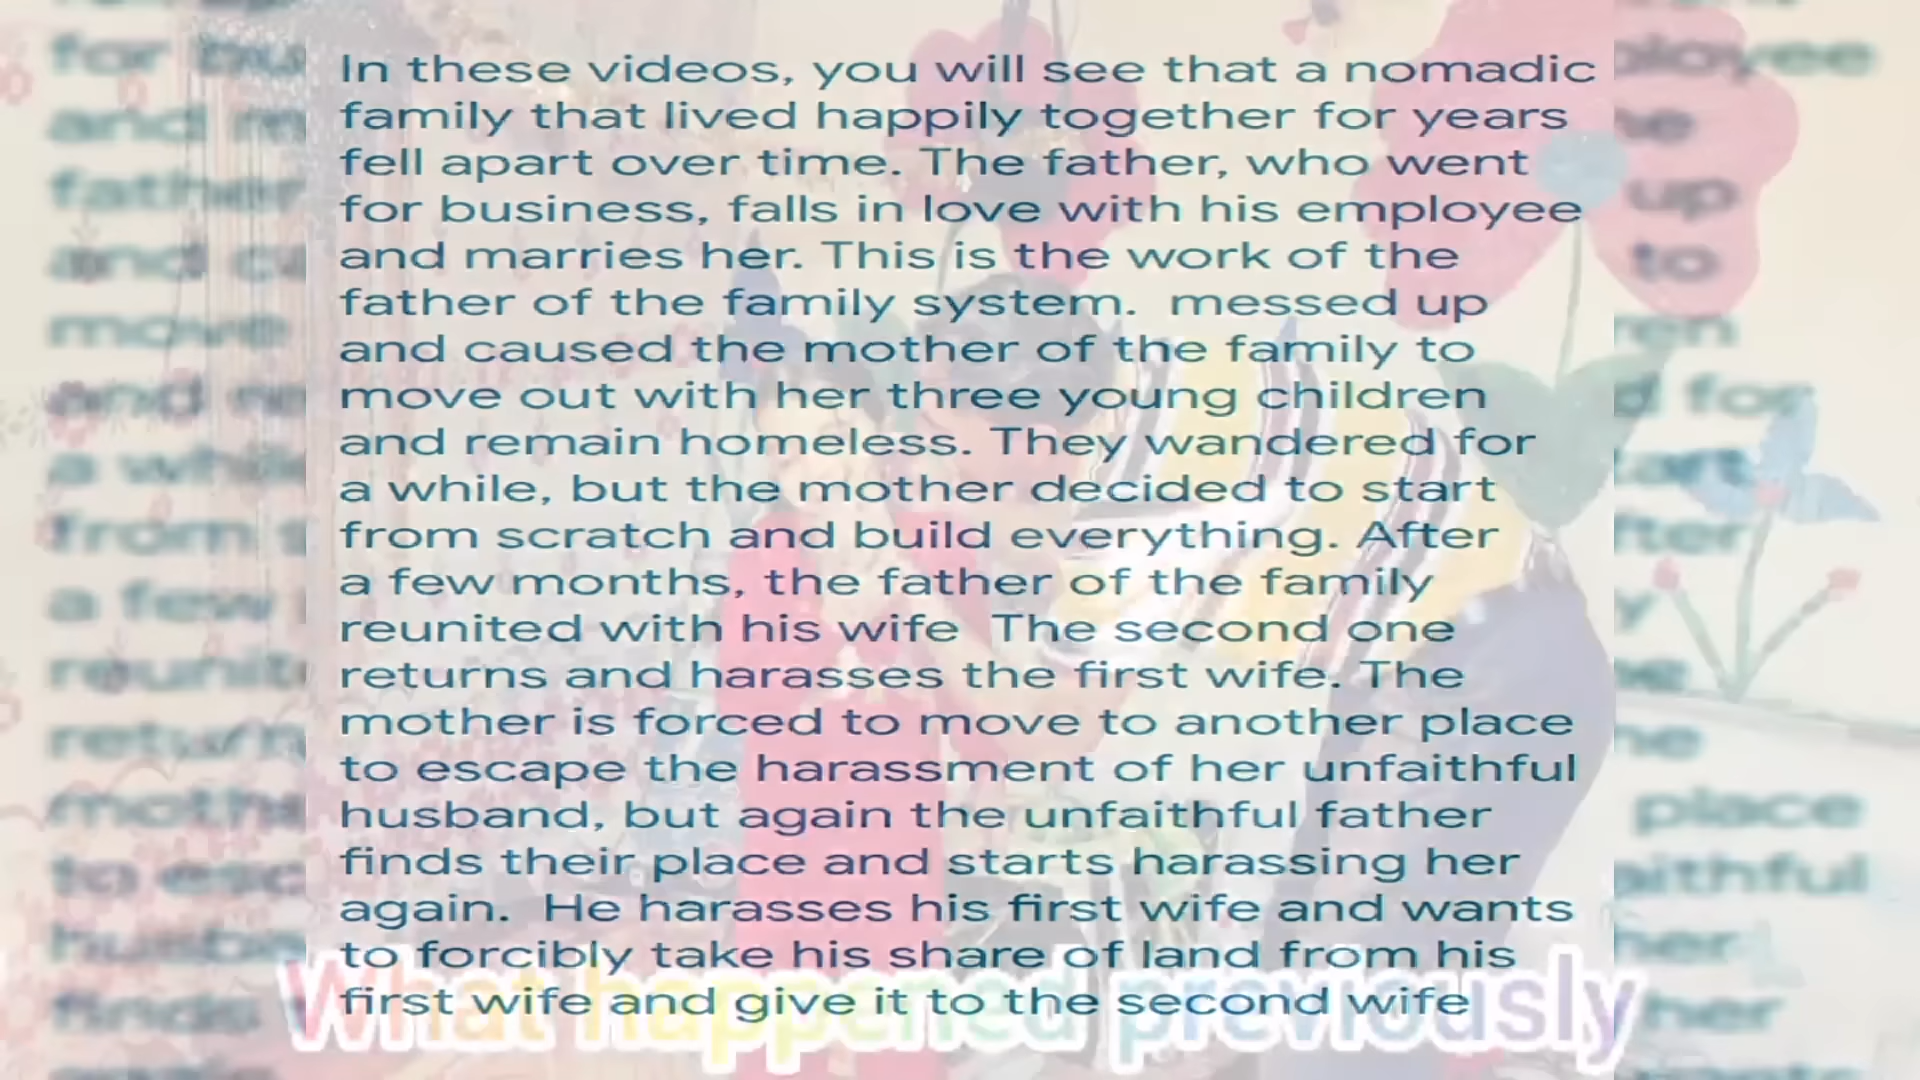 In these videos, you will see that a nomadic
family that lived happily together for years
fell apart over time. The father, who went
for business, falls in love with his employee
and marries her. This is the work of the
father of the family system.  messed up
and caused the mother of the family to
move out with her three young children
and remain homeless. They wandered for
a while, but the mother decided to start
from scratch and build everything. After
a few months, the father of the family
reunited with his wife  The second one
returns and harasses the first wife. The
mother is forced to move to another place
to escape the harassment of her unfaithful
husband, but again the unfaithful father
finds their place and starts harassing her
again.  He harasses his first wife and wants
to forcibly take his share of land from his
first wife and give it to the second wife
What happened previously